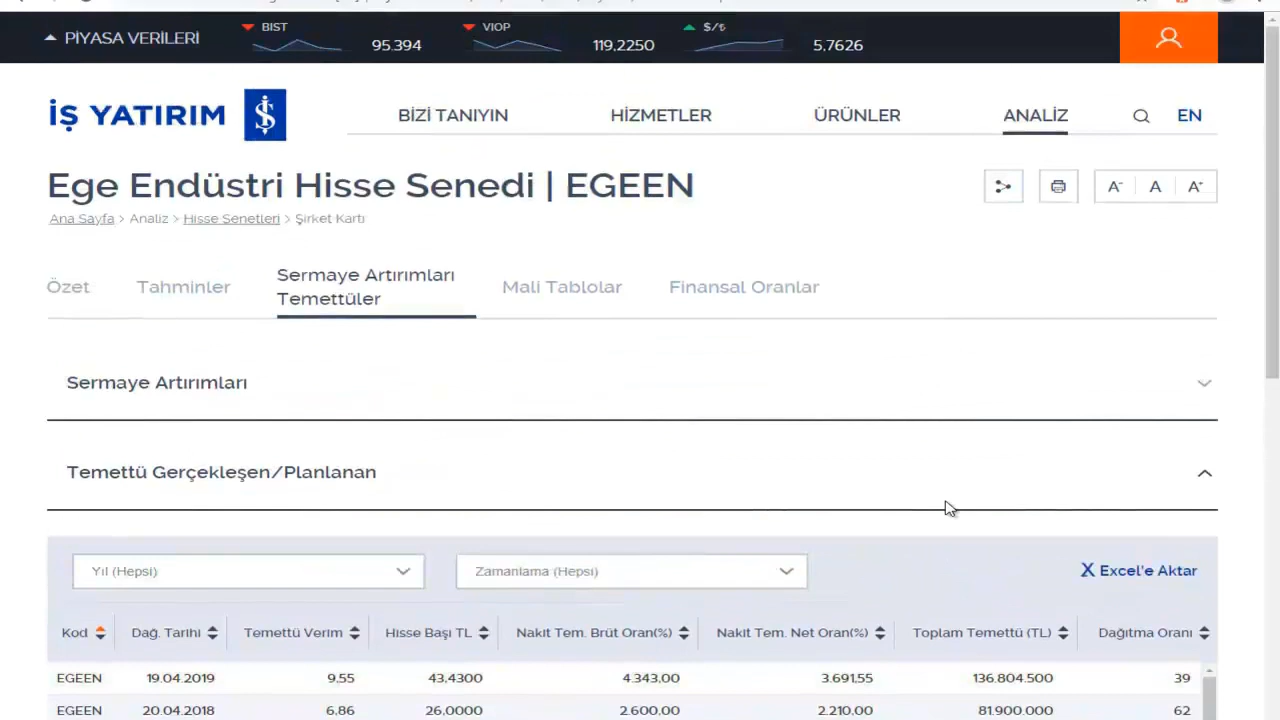 PİYASA VERİLERİ
BIST
95.394
VIOP
119.2250
$/₺
5,7626
İŞ YATIRIM
BİZİ TANIYIN
HİZMETLER
ÜRÜNLER
ANALİZ
EN
Ege Endüstri Hisse Senedi | EGEEN
Ana Sayfa > Analiz > Hisse Senetleri > Şirket Kartı
A- A A+
Özet
Tahminler
Sermaye Artırımları
Temettüler
Mali Tablolar
Finansal Oranlar
Sermaye Artırımları
Temettü Gerçekleşen/Planlanan
Yıl (Hepsi)
Zamanlama (Hepsi)
X Excel'e Aktar
Kod Dağ. Tarihi Temettü Verim Hisse Başı TL Nakit Tem. Brüt Oran(%) Nakit Tem. Net Oran(%) Toplam Temettü (TL) Dağıtma Oranı
EGEEN 19.04.2019 9,55 43,4300 4.343,00 3.691,55 136.804.500 39
EGEEN 20.04.2018 6,86 26,0000 2.600,00 2.210,00 81.900.000 62